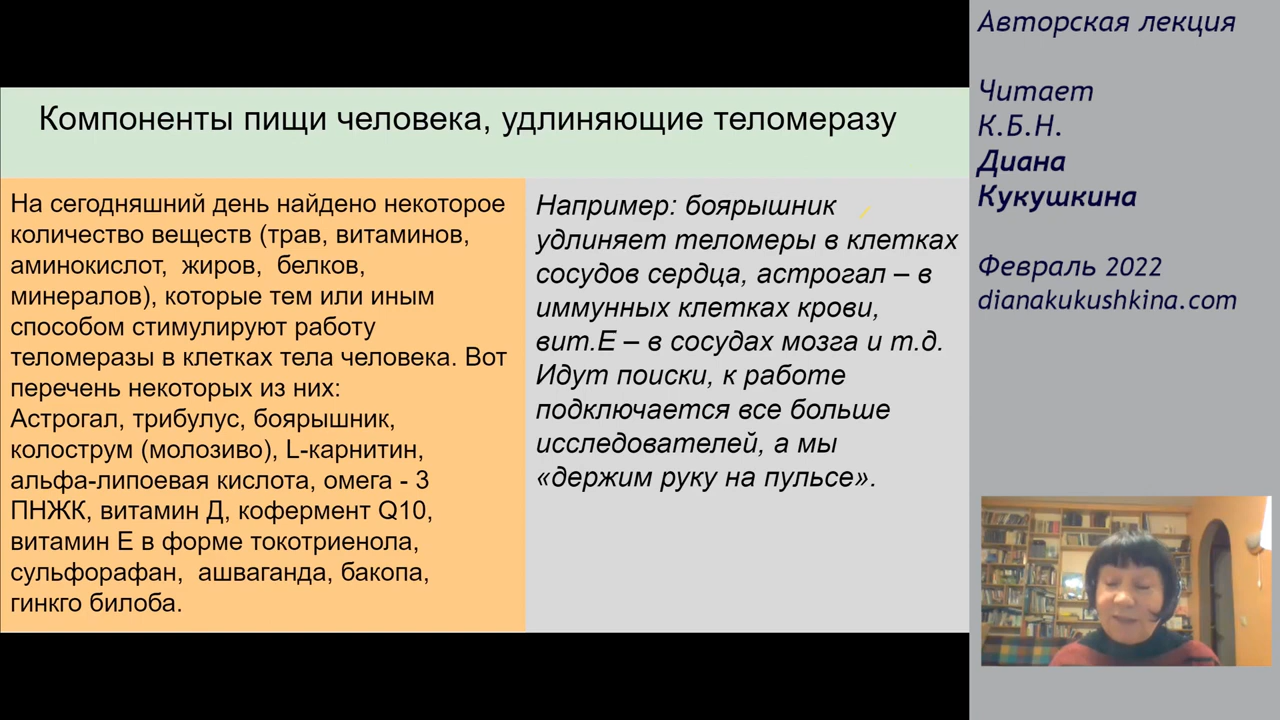 Компоненты пищи человека, удлиняющие теломеразу
На сегодняшний день найдено некоторое
количество веществ (трав, витаминов,
аминокислот, жиров, белков,
минералов), которые тем или иным
способом стимулируют работу
теломеразы в клетках тела человека. Вот
перечень некоторых из них:
Астрогал, трибулус, боярышник,
колострум (молозиво), L-карнитин,
альфа-липоевая кислота, омега - 3
ПНЖК, витамин Д, кофермент Q10,
витамин Е в форме токотриенола,
сульфорафан, ашваганда, бакопа,
гинкго билоба.
Например: боярышник
удлиняет теломеры в клетках
сосудов сердца, астрогал – в
иммунных клетках крови,
вит.Е – в сосудах мозга и т.д.
Идут поиски, к работе
подключается все больше
исследователей, а мы
«держим руку на пульсе».
Авторская лекция
Читает
К.Б.Н.
Диана
Кукушкина
Февраль 2022
dianakukushkina.com